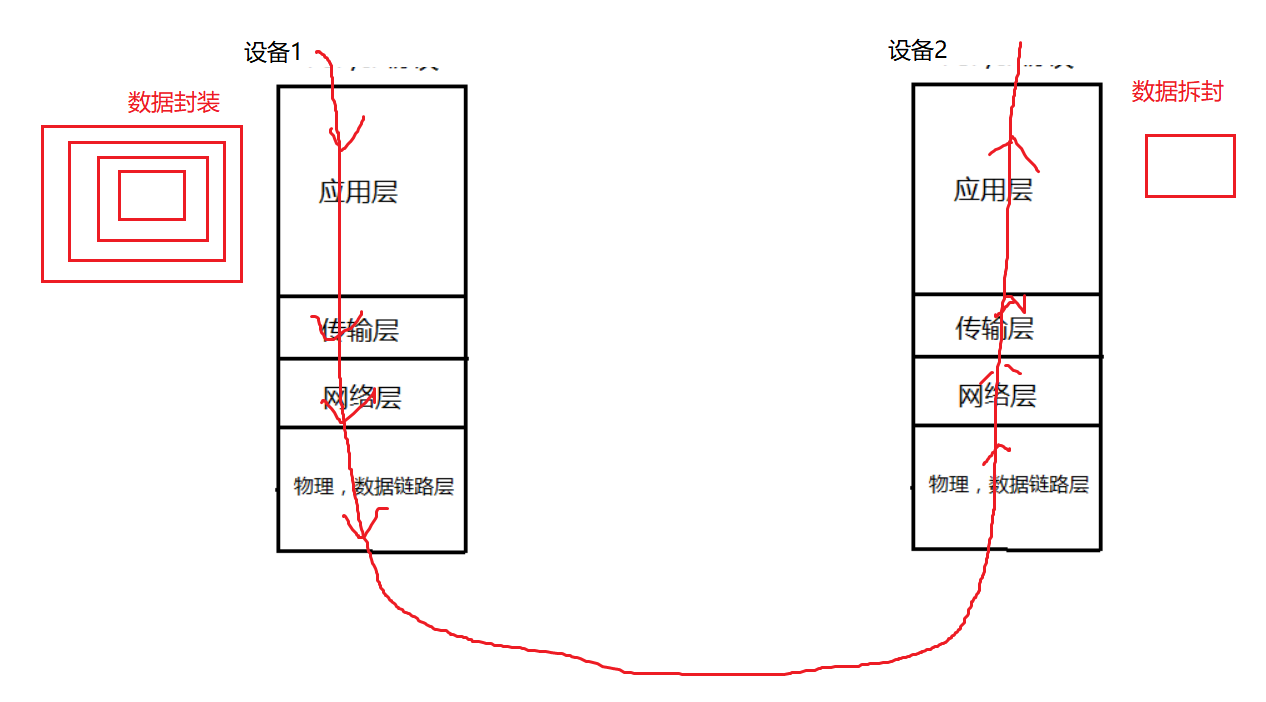 设备1
设备2
数据封装
数据拆封
应用层
传输层
网络层
物理，数据链路层
应用层
传输层
网络层
物理，数据链路层